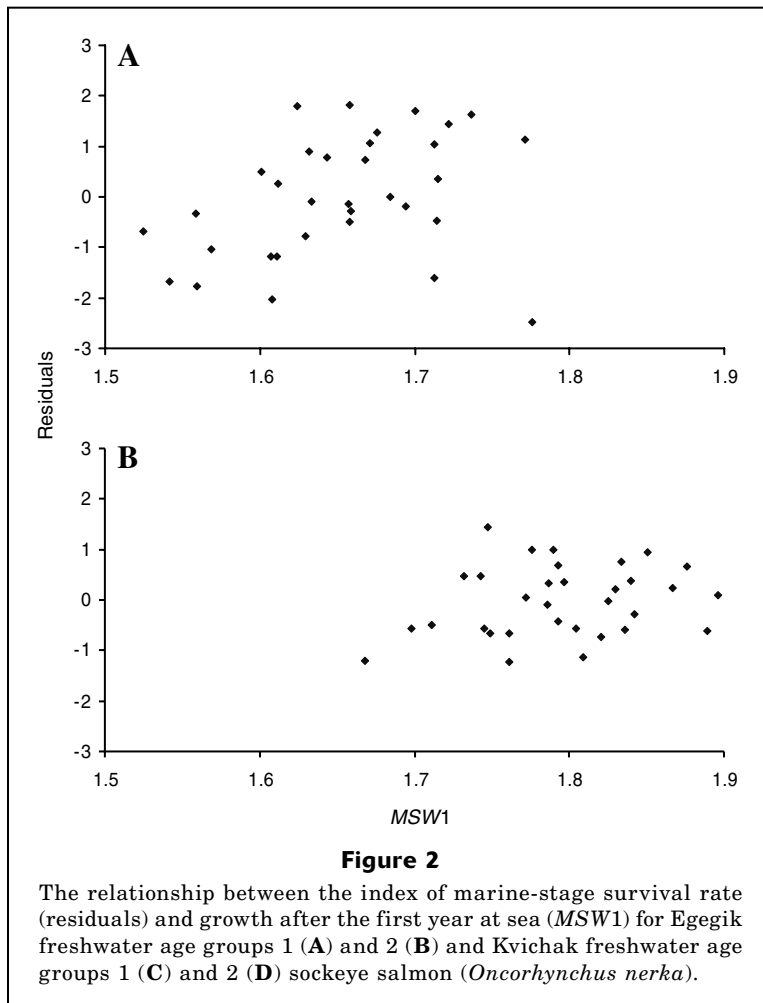 A
3
2
1
0
-1
-2
-3
1.5 1.6 1.7 1.8 1.9
Residuals
B
3
2
1
0
-1
-2
-3
1.5 1.6 1.7 1.8 1.9
MSW1
Figure 2
The relationship between the index of marine-stage survival rate
(residuals) and growth after the first year at sea (MSW1) for Egegik
freshwater age groups 1 (A) and 2 (B) and Kvichak freshwater age
groups 1 (C) and 2 (D) sockeye salmon (Oncorhynchus nerka).